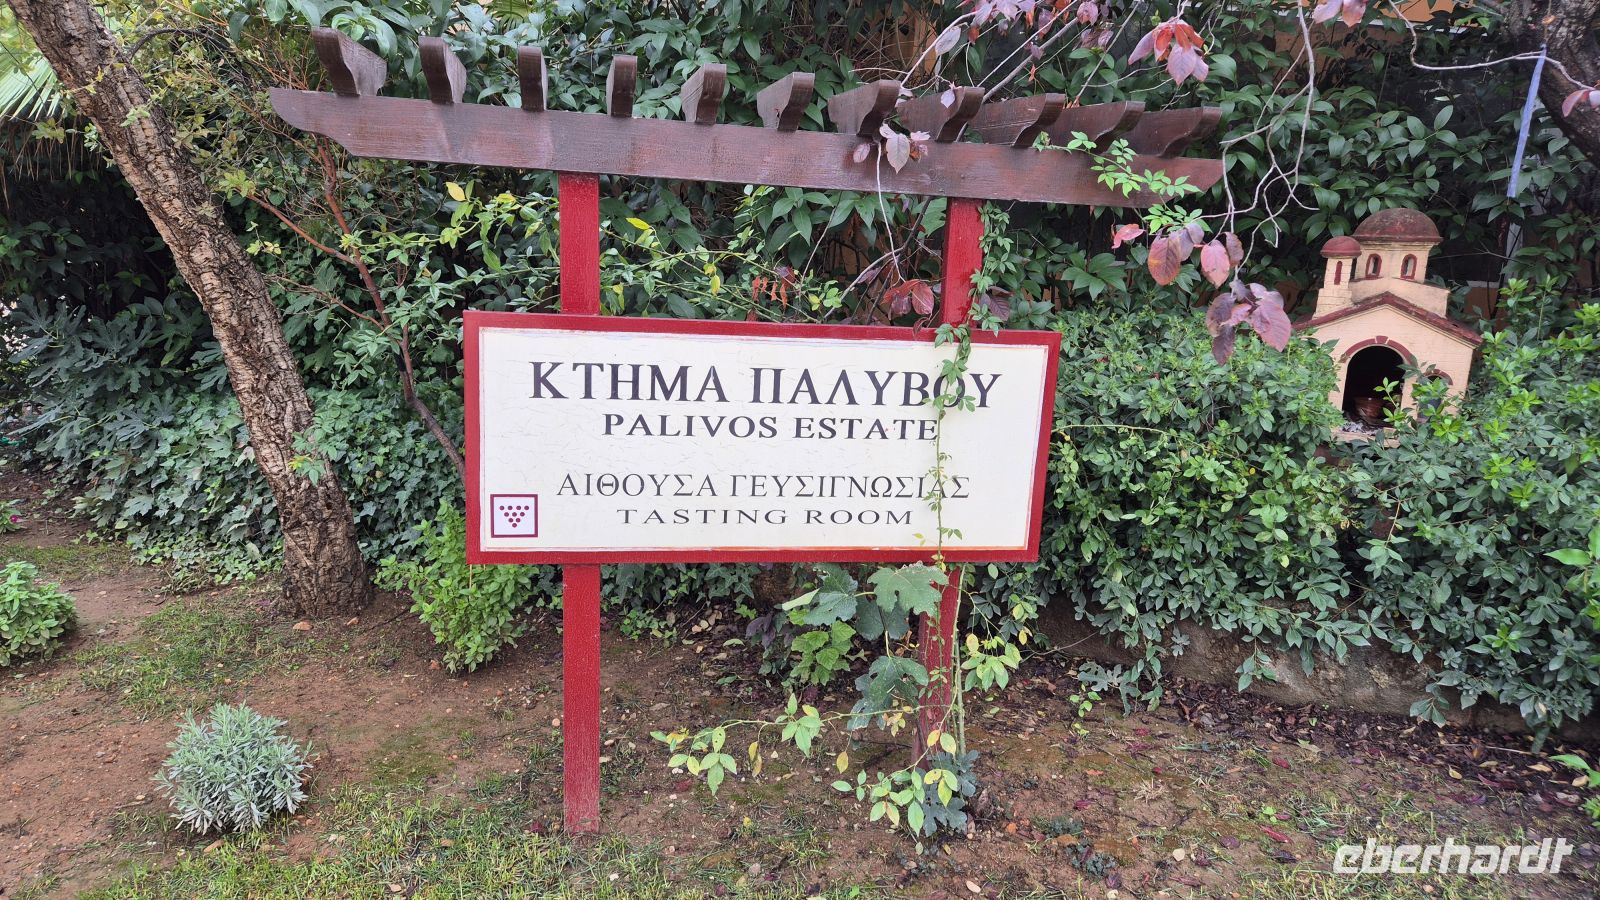 ΚΤΗΜΑ ΠΑΛΥΒΟΥ
PALIVOS ESTATE
ΑΙΘΟΥΣΑ ΓΕΥΣΙΓΝΩΣΙΑΣ
TASTING ROOM
eberhardt